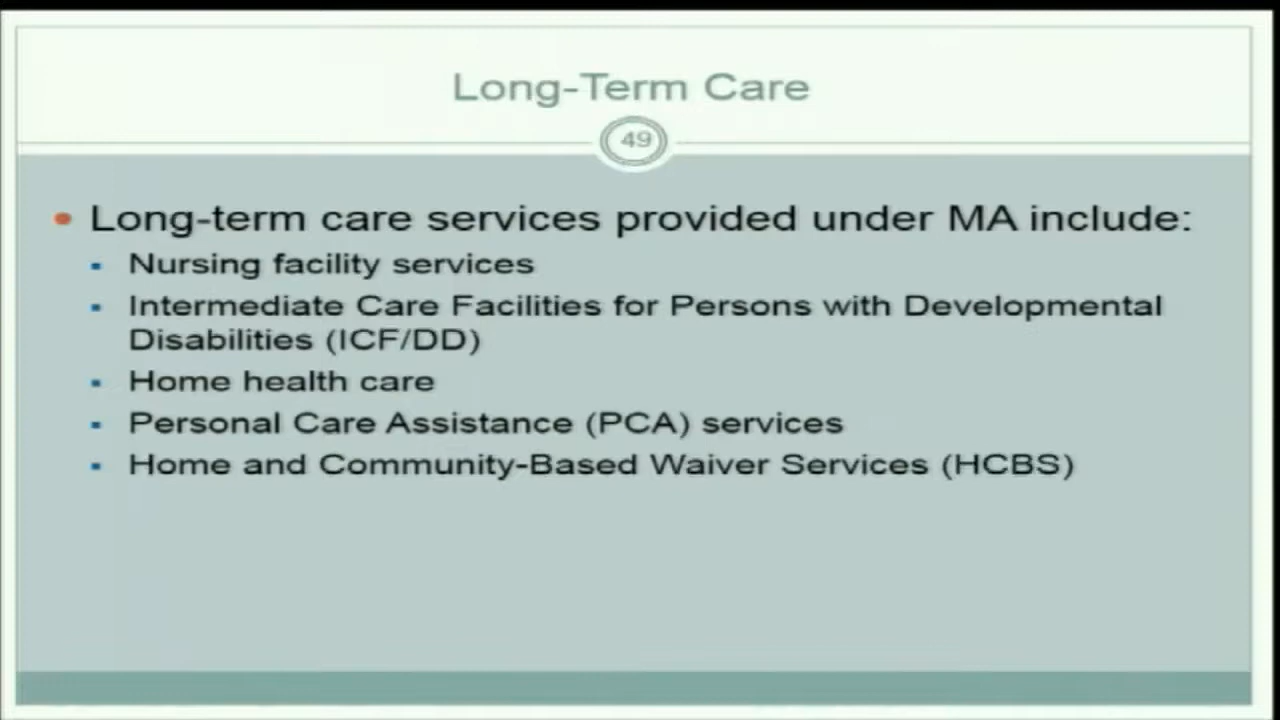 Long-Term Care
49
• Long-term care services provided under MA include:
▪ Nursing facility services
▪ Intermediate Care Facilities for Persons with Developmental
Disabilities (ICF/DD)
▪ Home health care
▪ Personal Care Assistance (PCA) services
▪ Home and Community-Based Waiver Services (HCBS)